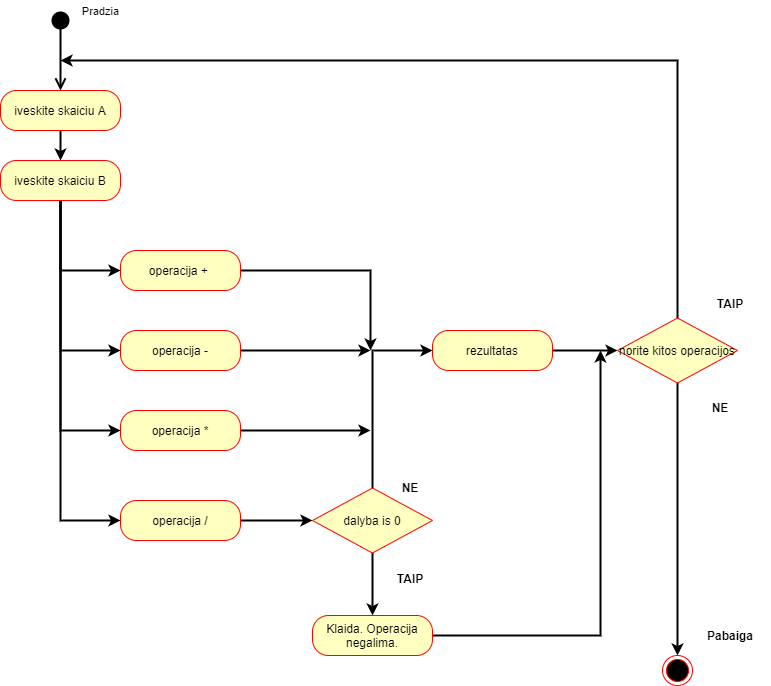 Pradzia
iveskite skaiciu A
iveskite skaiciu B
operacija +
operacija -
operacija *
operacija /
rezultatas
norite kitos operacijos
TAIP
NE
NE
dalyba is 0
TAIP
Klaida. Operacija
negalima.
Pabaiga